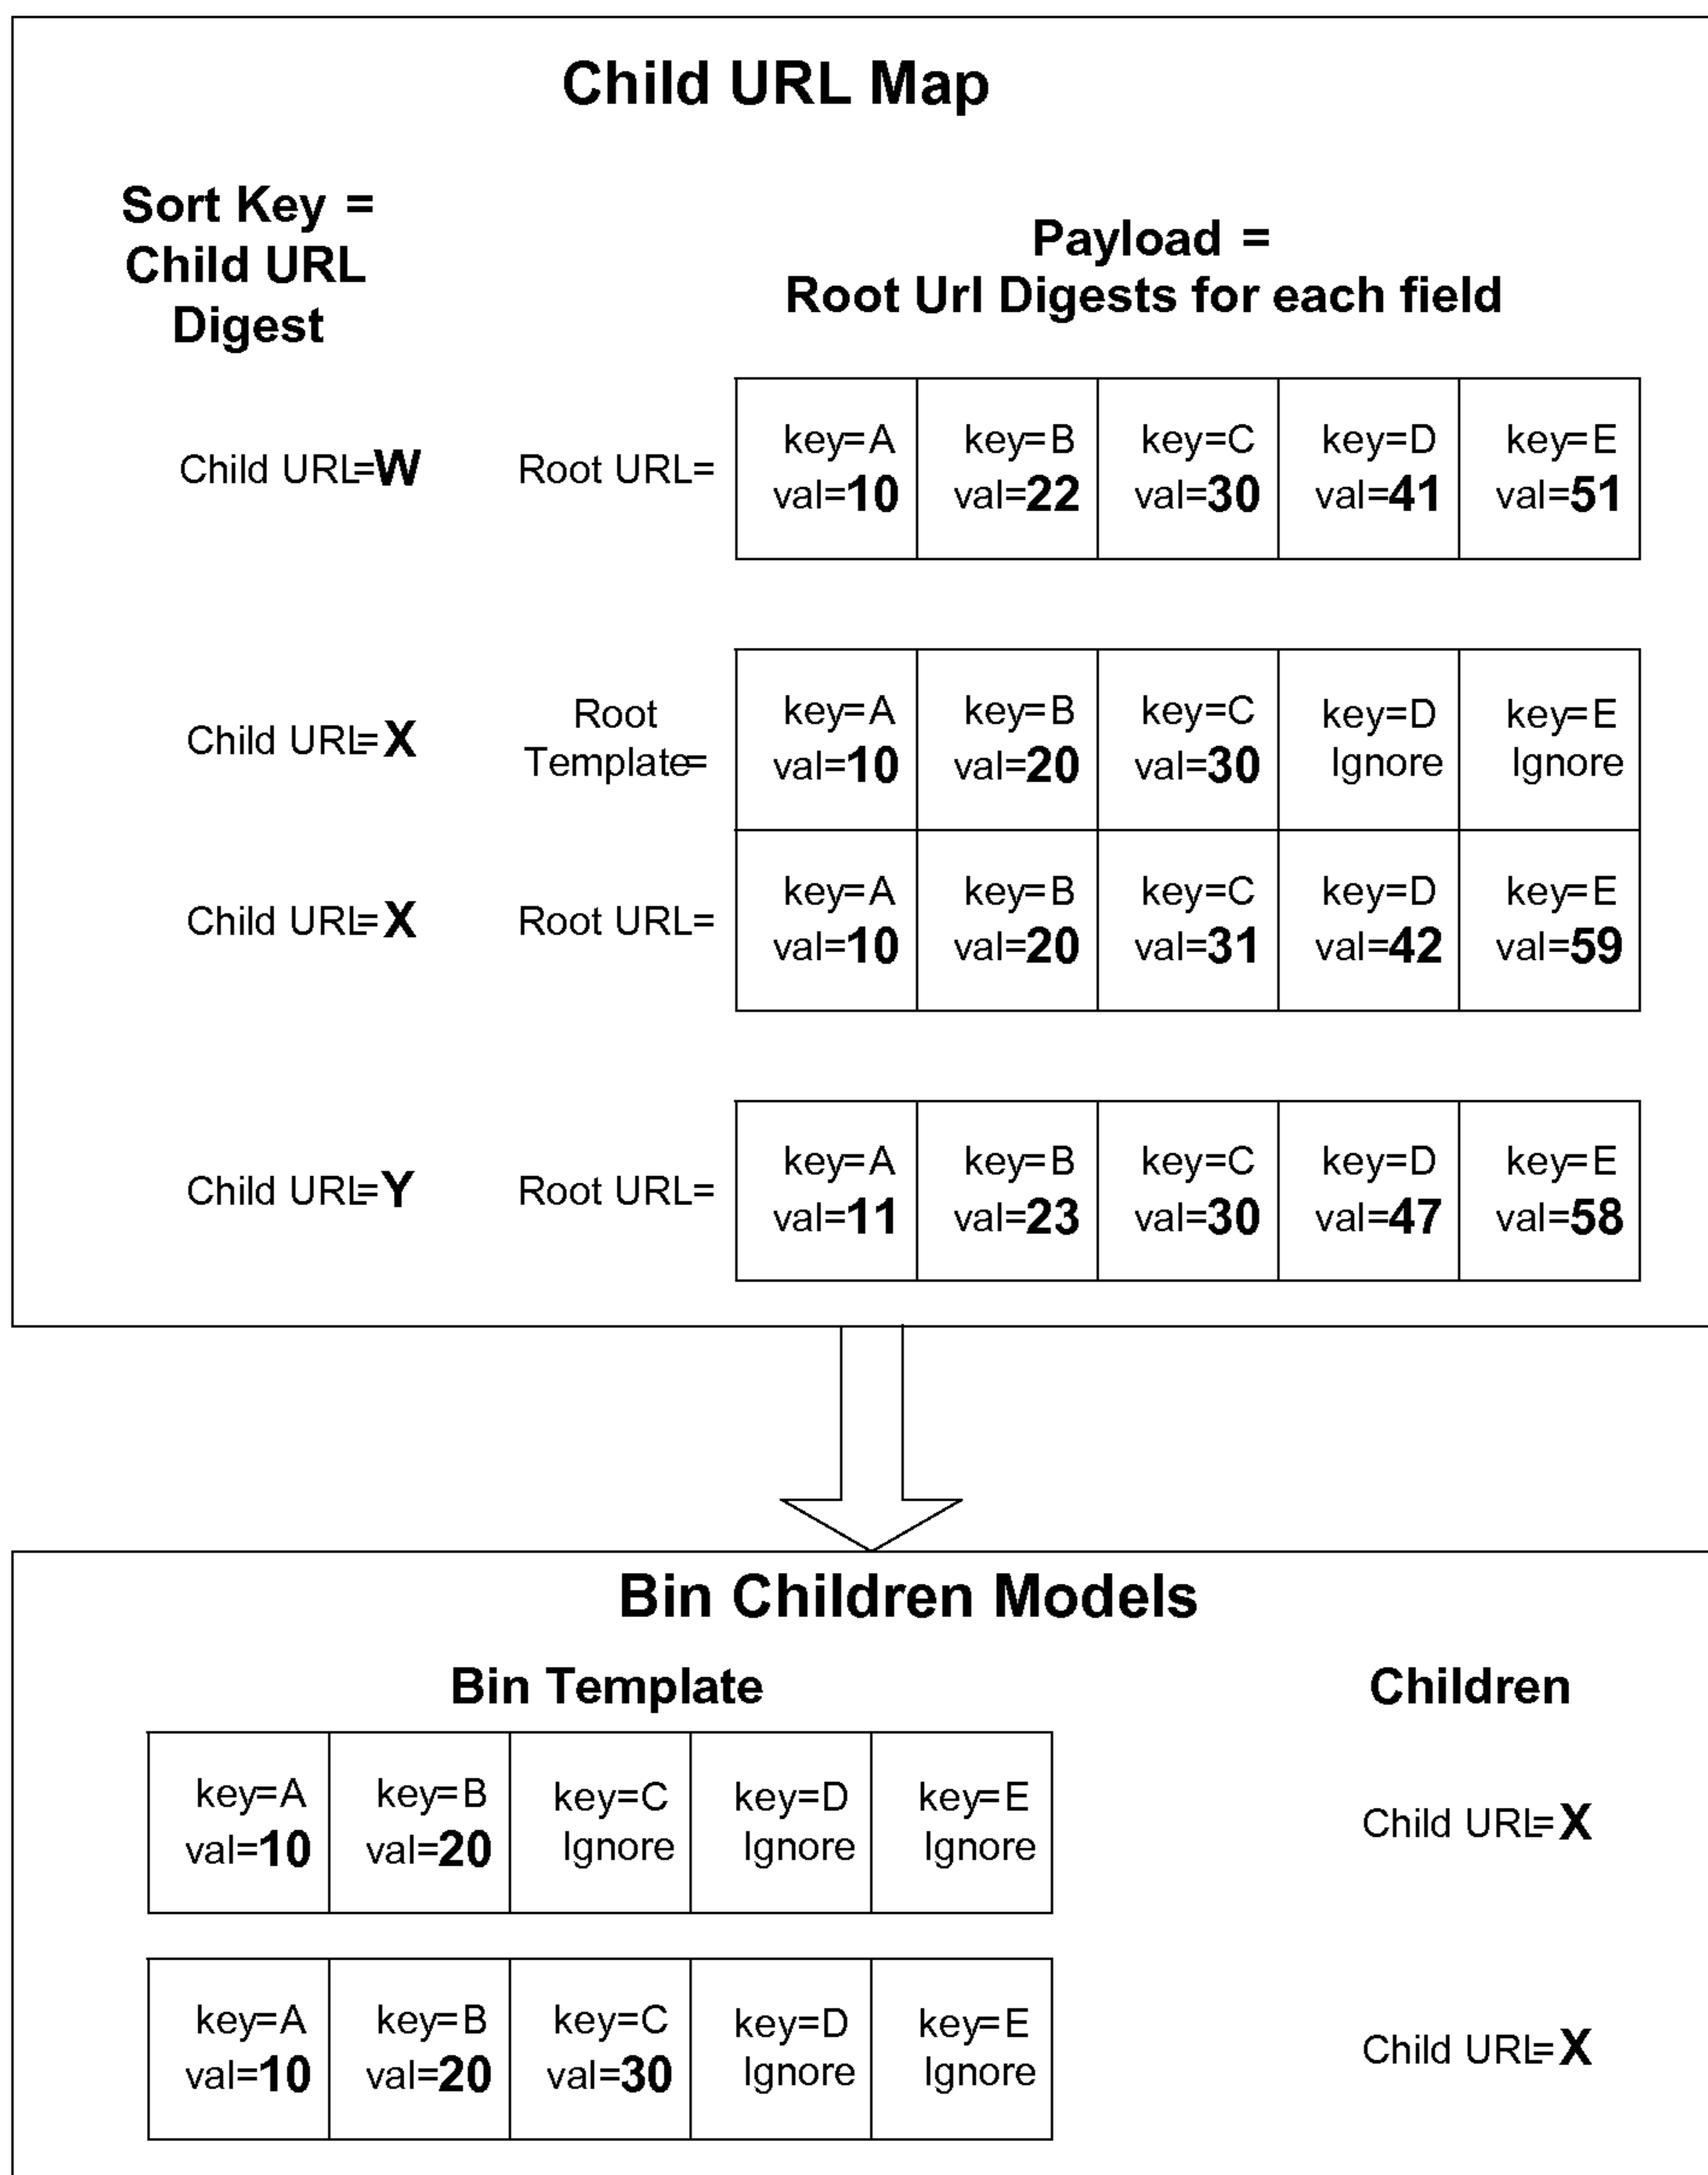 Child URL Map
Sort Key =
Child URL
Digest
Payload =
Root Url Digests for each field
Child URL=W
Root URL=
key=A key=B key=C key=D key=E
val=10 val=22 val=30 val=41 val=51
Child URL=X
Root
Template=
key=A key=B key=C key=D key=E
val=10 val=20 val=30 Ignore Ignore
Child URL=X
Root URL=
key=A key=B key=C key=D key=E
val=10 val=20 val=31 val=42 val=59
Child URL=Y
Root URL=
key=A key=B key=C key=D key=E
val=11 val=23 val=30 val=47 val=58
Bin Children Models
Bin Template
Children
key=A key=B key=C key=D key=E
val=10 val=20 Ignore Ignore Ignore
Child URL=X
key=A key=B key=C key=D key=E
val=10 val=20 val=30 Ignore Ignore
Child URL=X